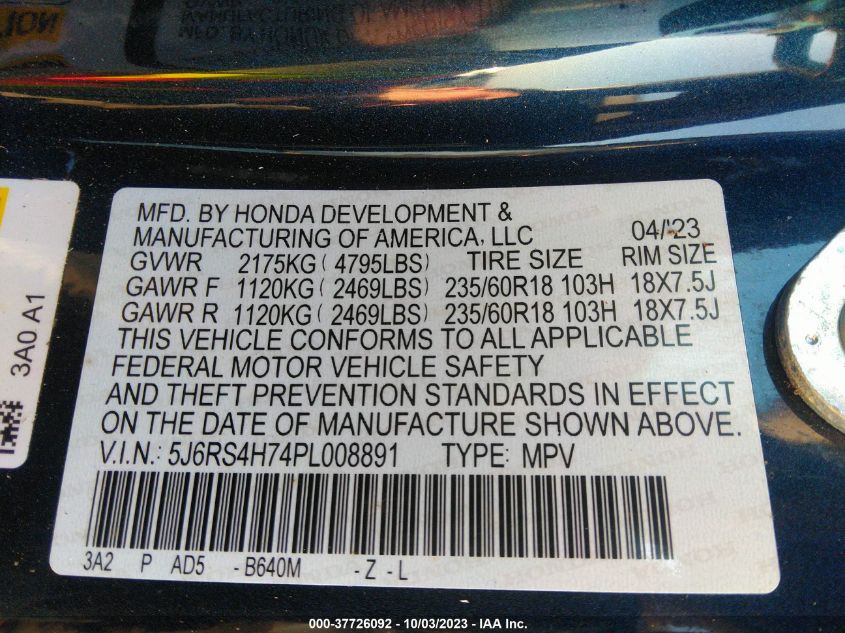 MFD. BY HONDA DEVELOPMENT &
MANUFACTURING OF AMERICA, LLC 04/'23
GVWR 2175KG ( 4795LBS) TIRE SIZE RIM SIZE
GAWR F 1120KG ( 2469LBS) 235/60R18 103H 18X7.5J
GAWR R 1120KG ( 2469LBS) 235/60R18 103H 18X7.5J
THIS VEHICLE CONFORMS TO ALL APPLICABLE
FEDERAL MOTOR VEHICLE SAFETY
AND THEFT PREVENTION STANDARDS IN EFFECT
ON THE DATE OF MANUFACTURE SHOWN ABOVE.
V.I.N.: 5J6RS4H74PL008891 TYPE: MPV
3A2 P AD5 -B640M -Z -L
3A0 A1
000-37726092 - 10/03/2023 - IAA Inc.